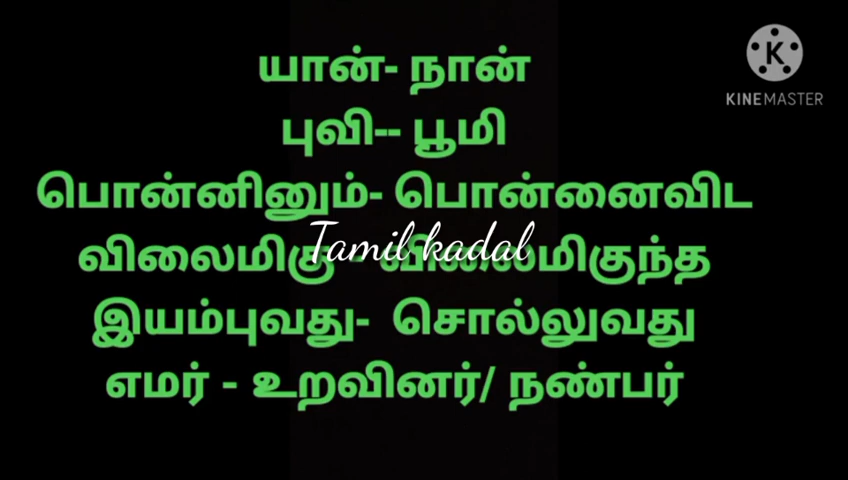 யான்- நான்
புவி-- பூமி
பொன்னினும்- பொன்னைவிட
விலைமிகு - விலைமிகுந்த
இயம்புவது- சொல்லுவது
எமர் - உறவினர்/ நண்பர்
Tamil kadal
KINEMASTER